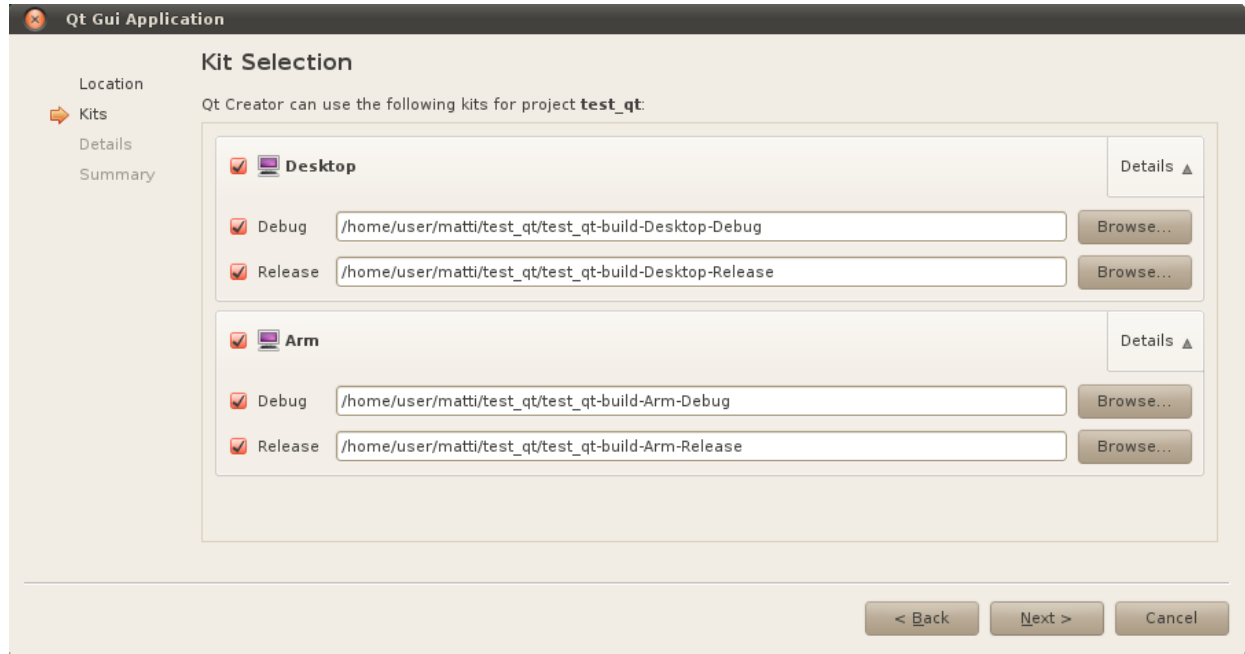 Qt Gui Application
Location
Kits
Details
Summary
Kit Selection
Qt Creator can use the following kits for project test_qt:
Desktop Details
Debug /home/user/matti/test_qt/test_qt-build-Desktop-Debug Browse...
Release /home/user/matti/test_qt/test_qt-build-Desktop-Release Browse...
Arm Details
Debug /home/user/matti/test_qt/test_qt-build-Arm-Debug Browse...
Release /home/user/matti/test_qt/test_qt-build-Arm-Release Browse...
< Back Next > Cancel